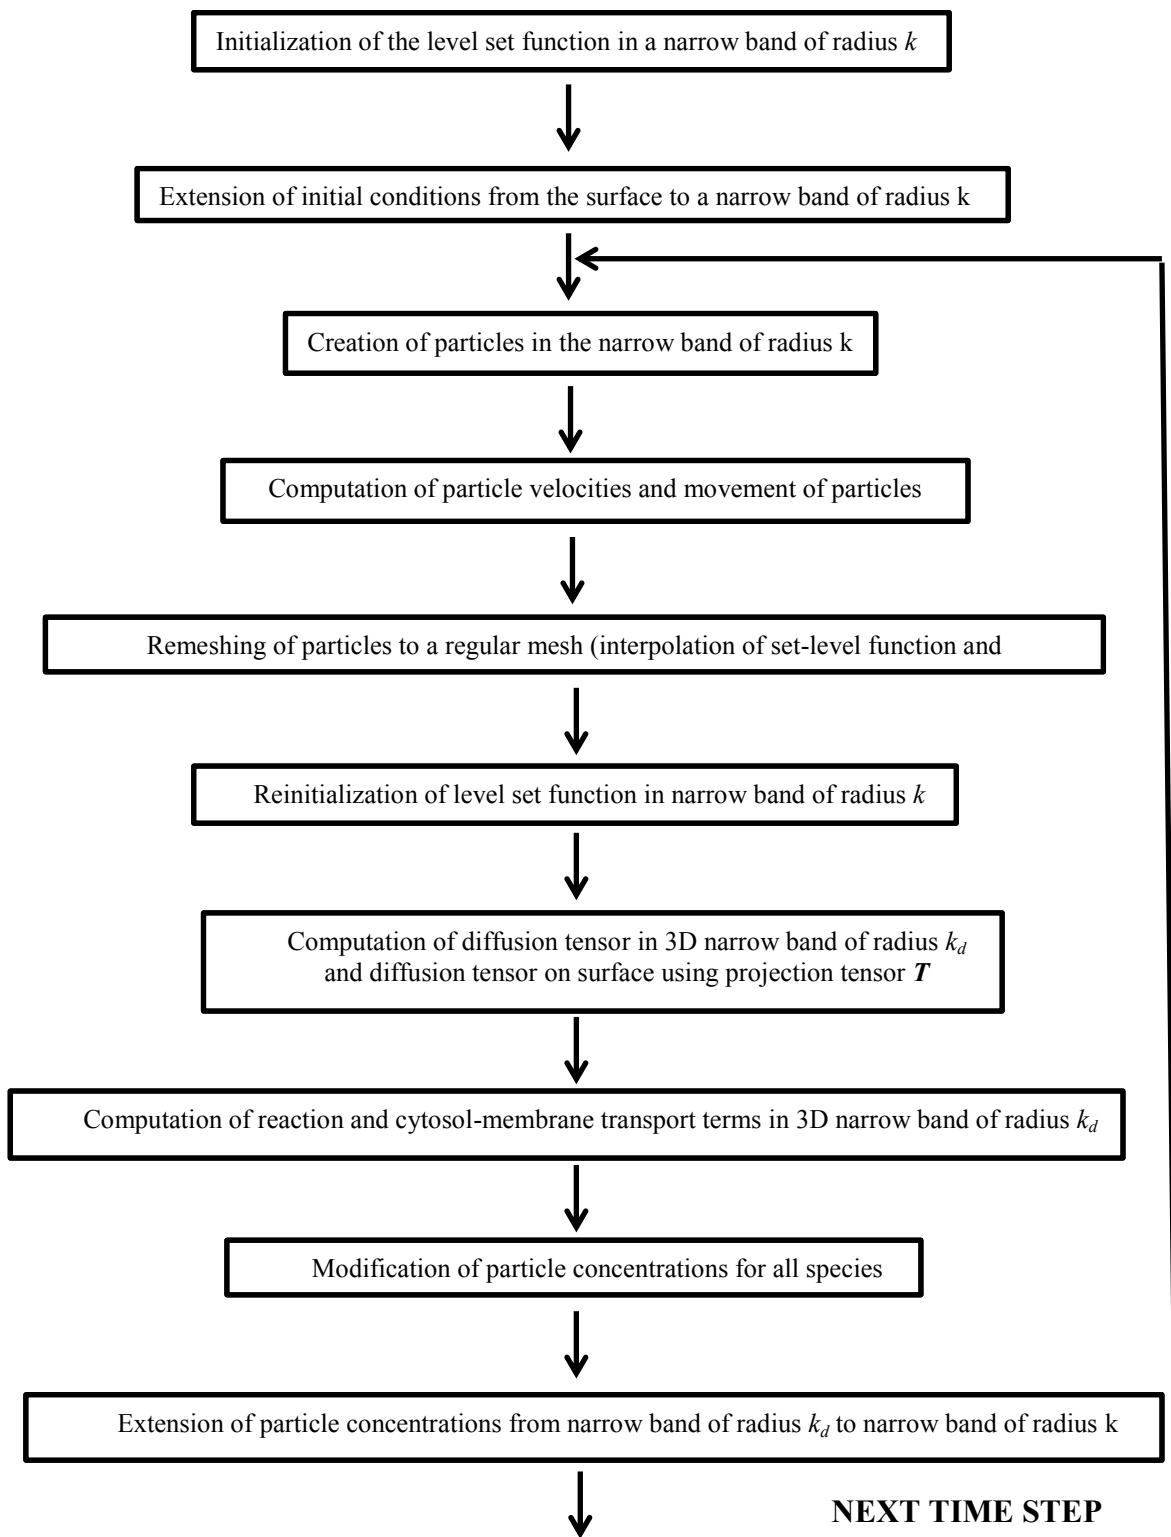 Initialization of the level set function in a narrow band of radius k
Extension of initial conditions from the surface to a narrow band of radius k
Creation of particles in the narrow band of radius k
Computation of particle velocities and movement of particles
Remeshing of particles to a regular mesh (interpolation of set-level function and
Reinitialization of level set function in narrow band of radius k
Computation of diffusion tensor in 3D narrow band of radius k_d
and diffusion tensor on surface using projection tensor T
Computation of reaction and cytosol-membrane transport terms in 3D narrow band of radius k_d
Modification of particle concentrations for all species
Extension of particle concentrations from narrow band of radius k_d to narrow band of radius k
NEXT TIME STEP